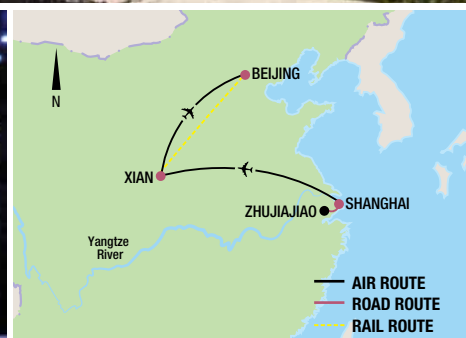 N
BEIJING
XIAN
SHANGHAI
ZHUJIAJIAO
Yangtze
River
AIR ROUTE
ROAD ROUTE
RAIL ROUTE